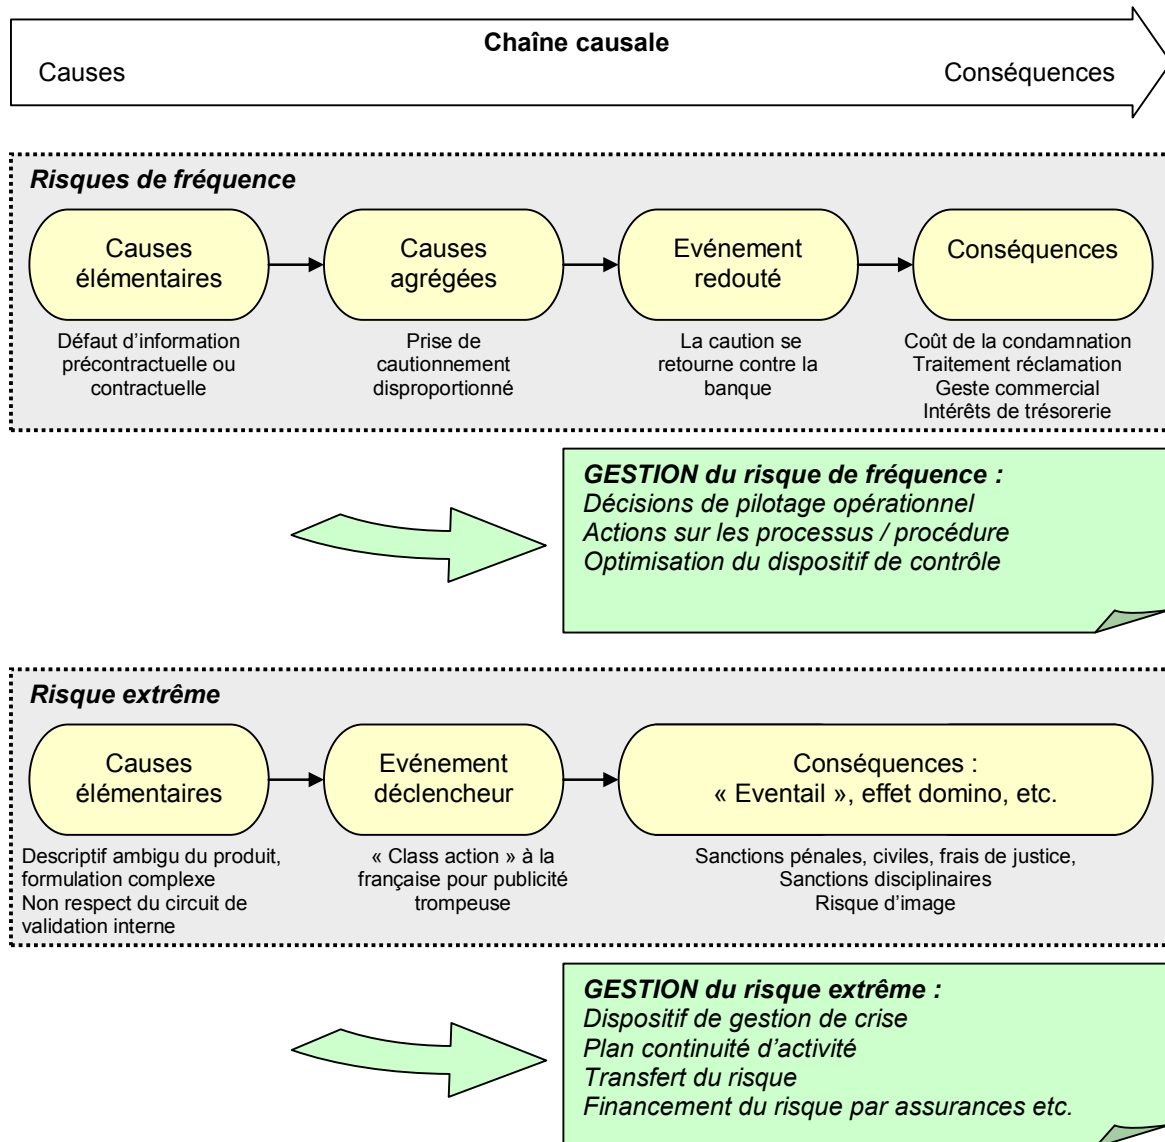 Chaîne causale
Causes
Conséquences
Risques de fréquence
Causes
élémentaires
Causes
agrégées
Evénement
redouté
Conséquences
Défaut d’information
précontractuelle ou
contractuelle
Prise de
cautionnement
disproportionné
La caution se
retourne contre la
banque
Coût de la condamnation
Traitement réclamation
Geste commercial
Intérêts de trésorerie
GESTION du risque de fréquence :
Décisions de pilotage opérationnel
Actions sur les processus / procédure
Optimisation du dispositif de contrôle
Risque extrême
Causes
élémentaires
Evénement
déclencheur
Conséquences :
« Eventail », effet domino, etc.
Descriptif ambigu du produit,
formulation complexe
Non respect du circuit de
validation interne
« Class action » à la
française pour publicité
trompeuse
Sanctions pénales, civiles, frais de justice,
Sanctions disciplinaires
Risque d’image
GESTION du risque extrême :
Dispositif de gestion de crise
Plan continuité d’activité
Transfert du risque
Financement du risque par assurances etc.